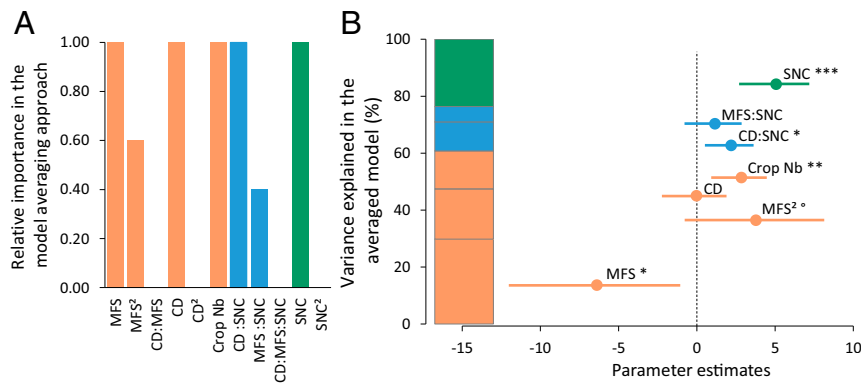 A
Relative importance in the
model averaging approach
1.00
0.80
0.60
0.40
0.20
0.00
MFS
MFS²
CD:MFS
CD
CD²
Crop Nb
CD :SNC
MFS :SNC
CD:MFS:SNC
SNC
SNC²
B
Variance explained in the
averaged model (%)
100
80
60
40
20
0
SNC ***
MFS:SNC
CD:SNC *
Crop Nb **
CD
MFS² °
MFS *
-15 -10 -5 0 5 10
Parameter estimates